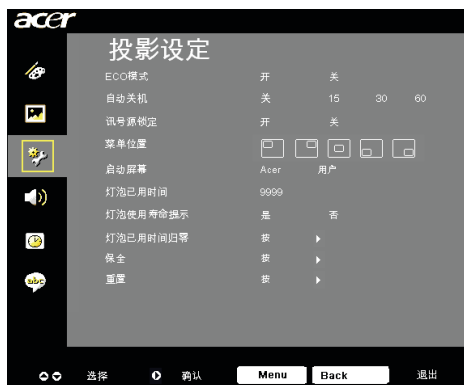 acer
投影设定
ECO模式 开 关
自动关机 关 15 30 60
讯号源锁定 开 关
菜单位置
启动屏幕 Acer 用户
灯泡已用时间 9999
灯泡使用寿命提示 是 否
灯泡已用时间归零 按
保全 按
重置 按
abc
选择 确认 Menu Back 退出